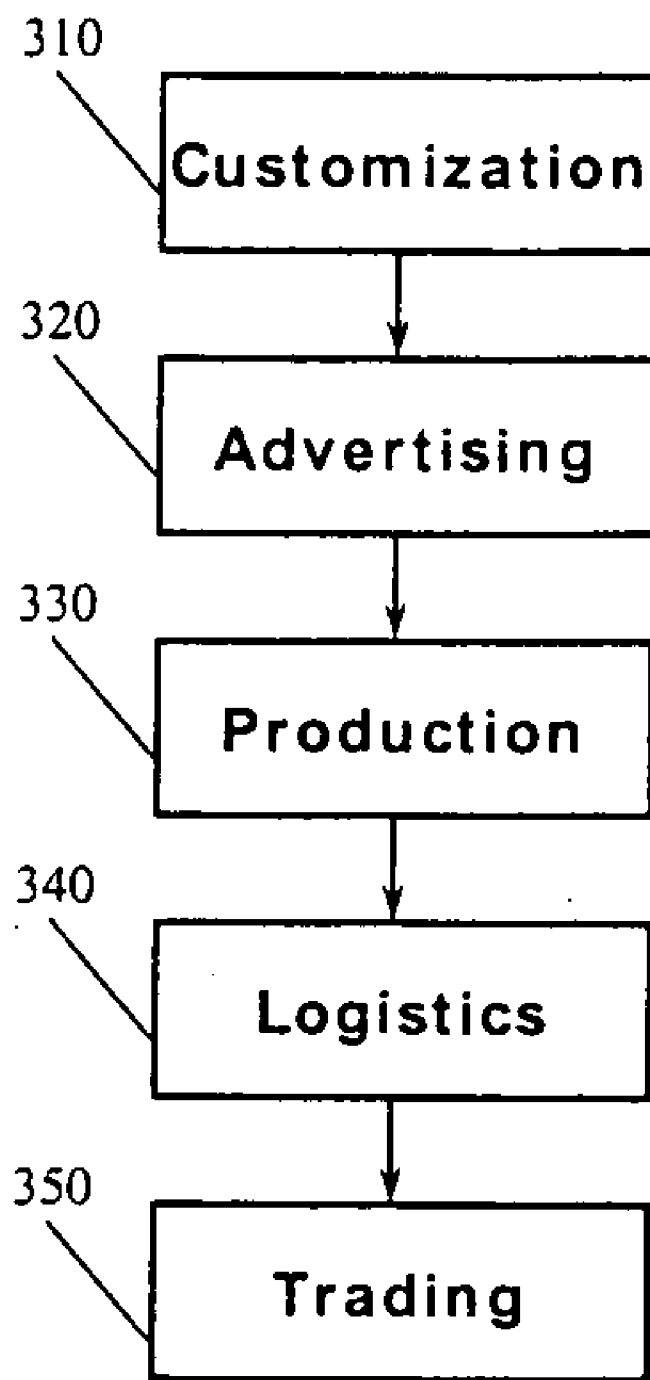 310
Customization
320
Advertising
330
Production
340
Logistics
350
Trading